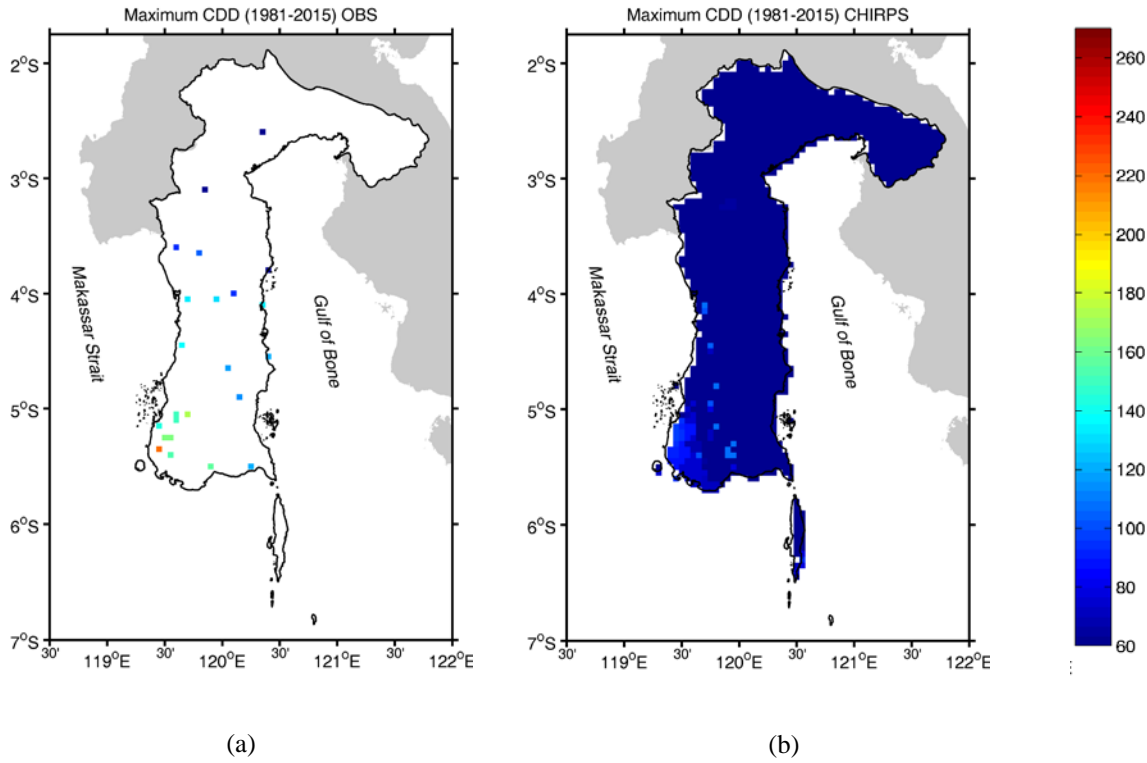 Maximum CDD (1981-2015) OBS
2°S
3°S
4°S
5°S
6°S
7°S
30'
119°E
30'
120°E
30'
121°E
30'
122°E
Makassar Strait
Gulf of Bone
(a)
Maximum CDD (1981-2015) CHIRPS
2°S
3°S
4°S
5°S
6°S
7°S
30'
119°E
30'
120°E
30'
121°E
30'
122°E
Makassar Strait
Gulf of Bone
(b)
260
240
220
200
180
160
140
120
100
80
60